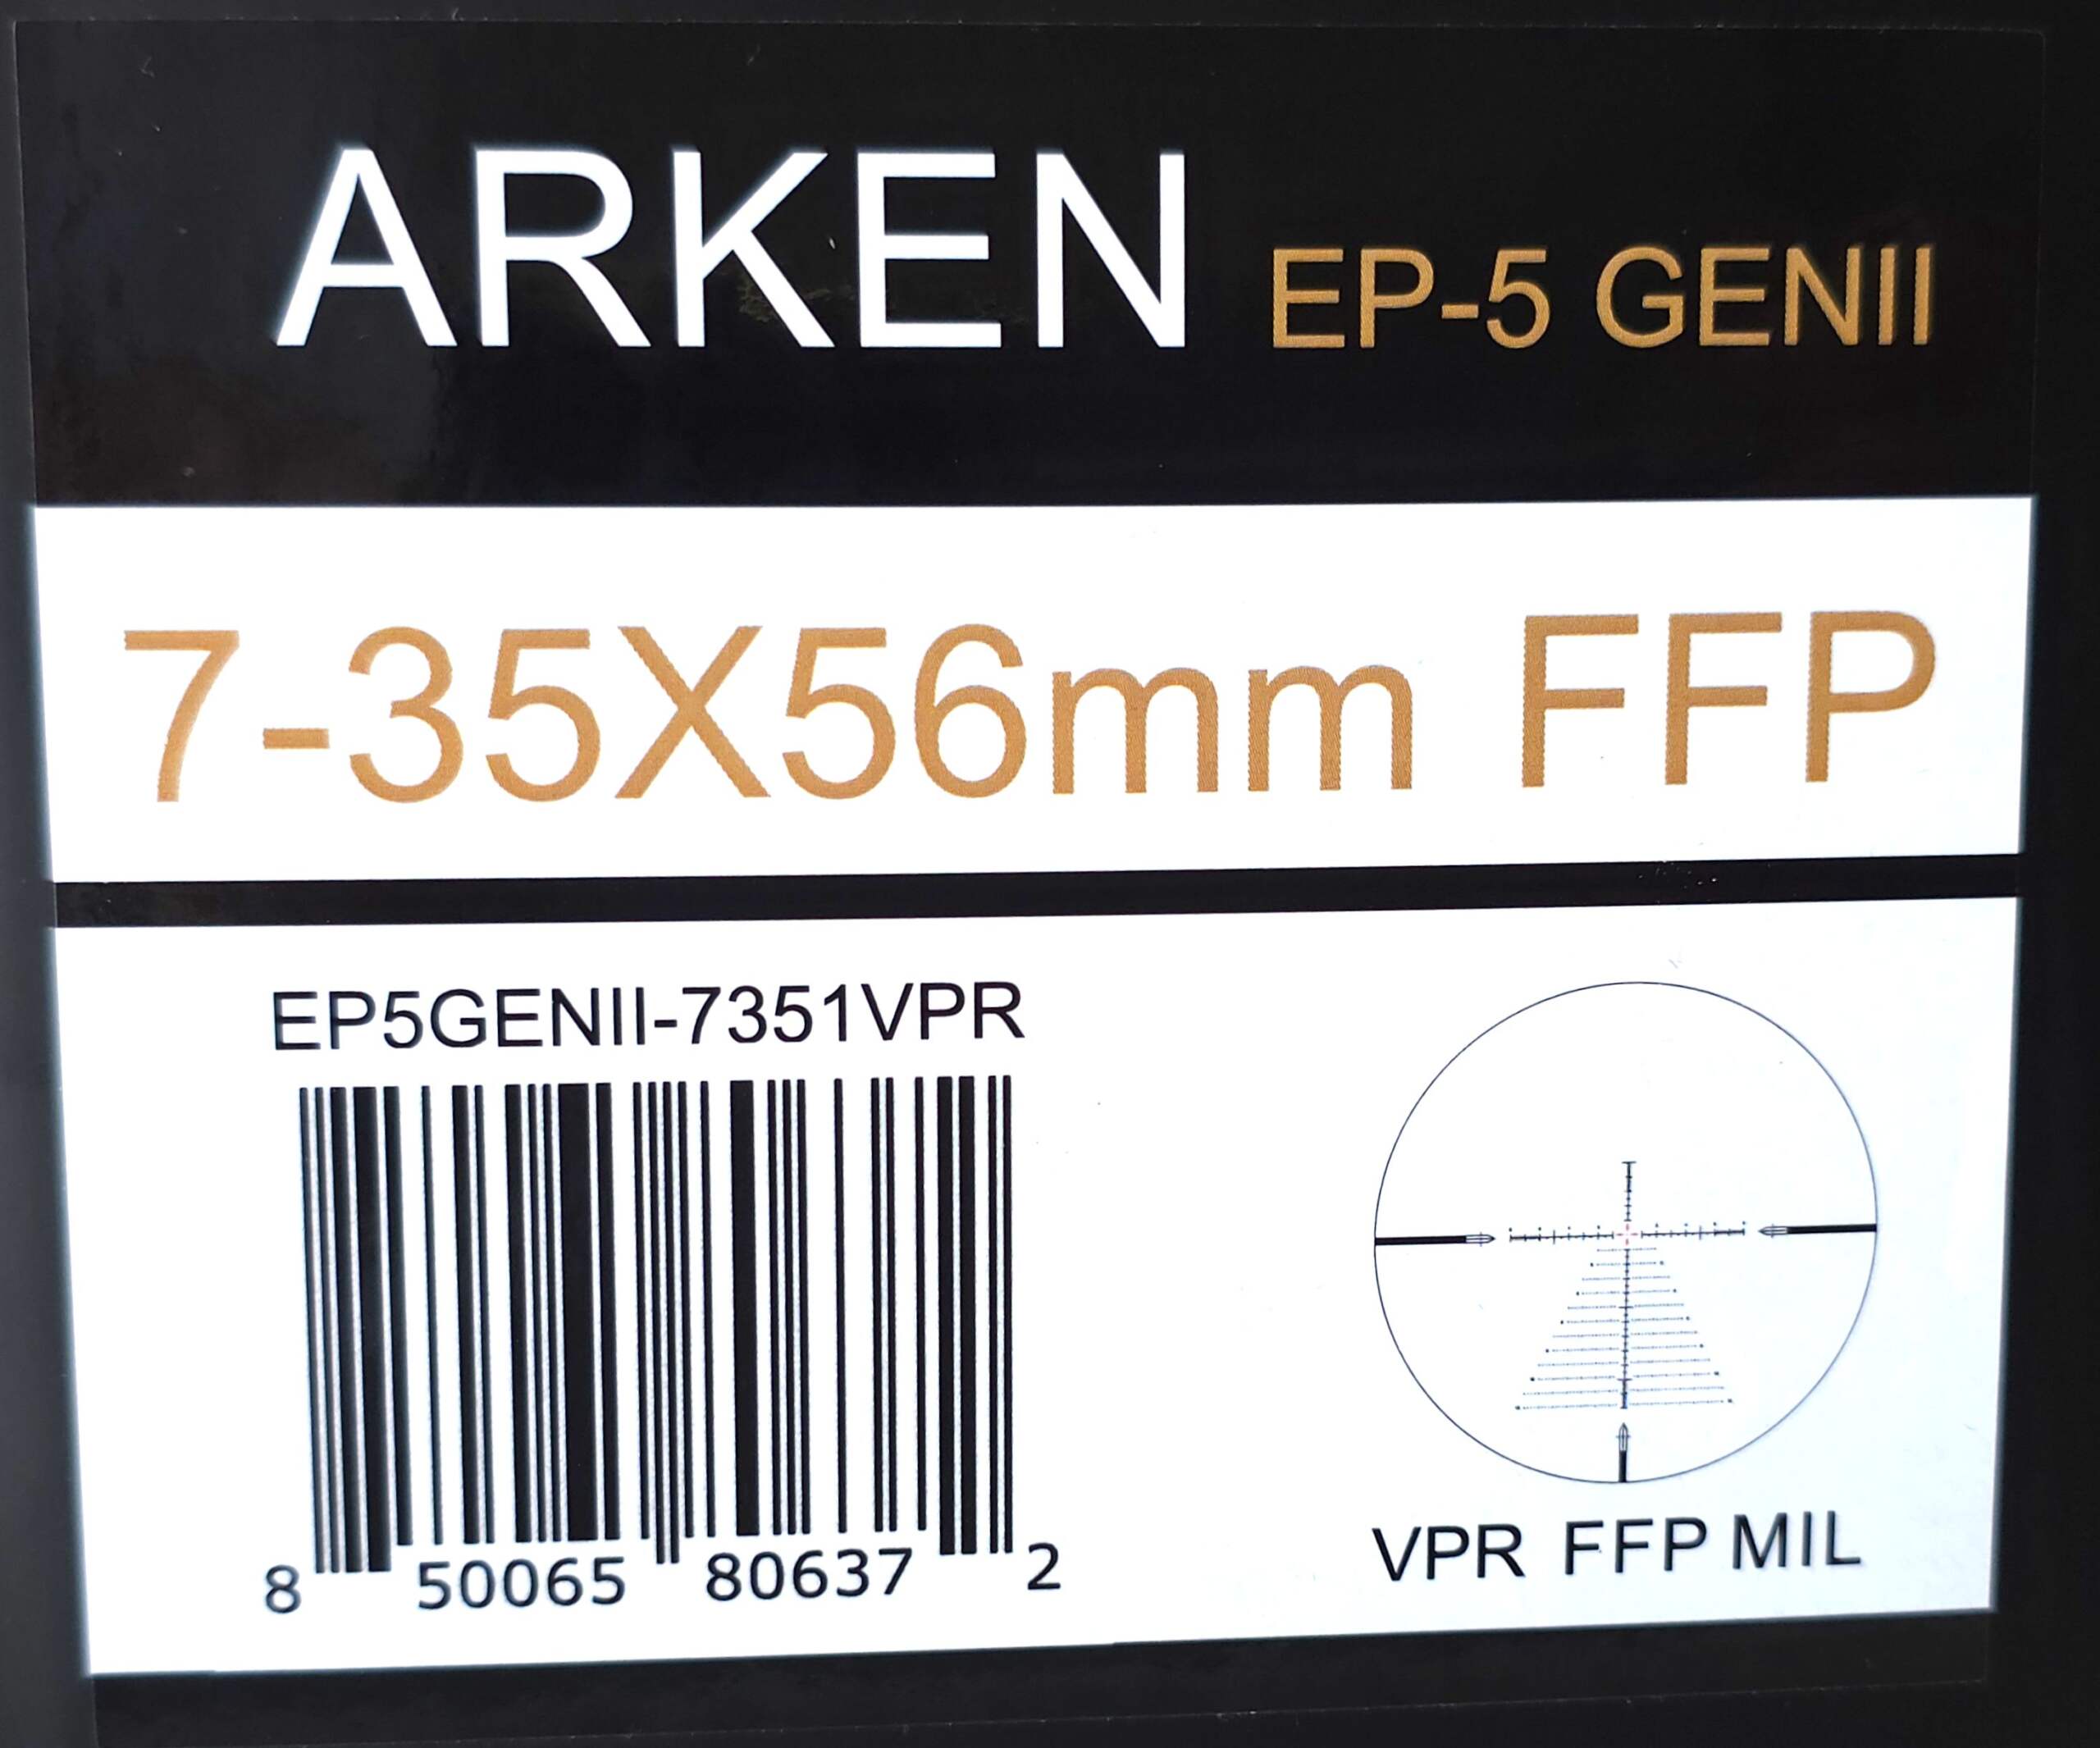 ARKEN EP-5 GENII
7-35X56mm FFP
EP5GENII-7351VPR
8 50065 80637 2
VPR FFP MIL